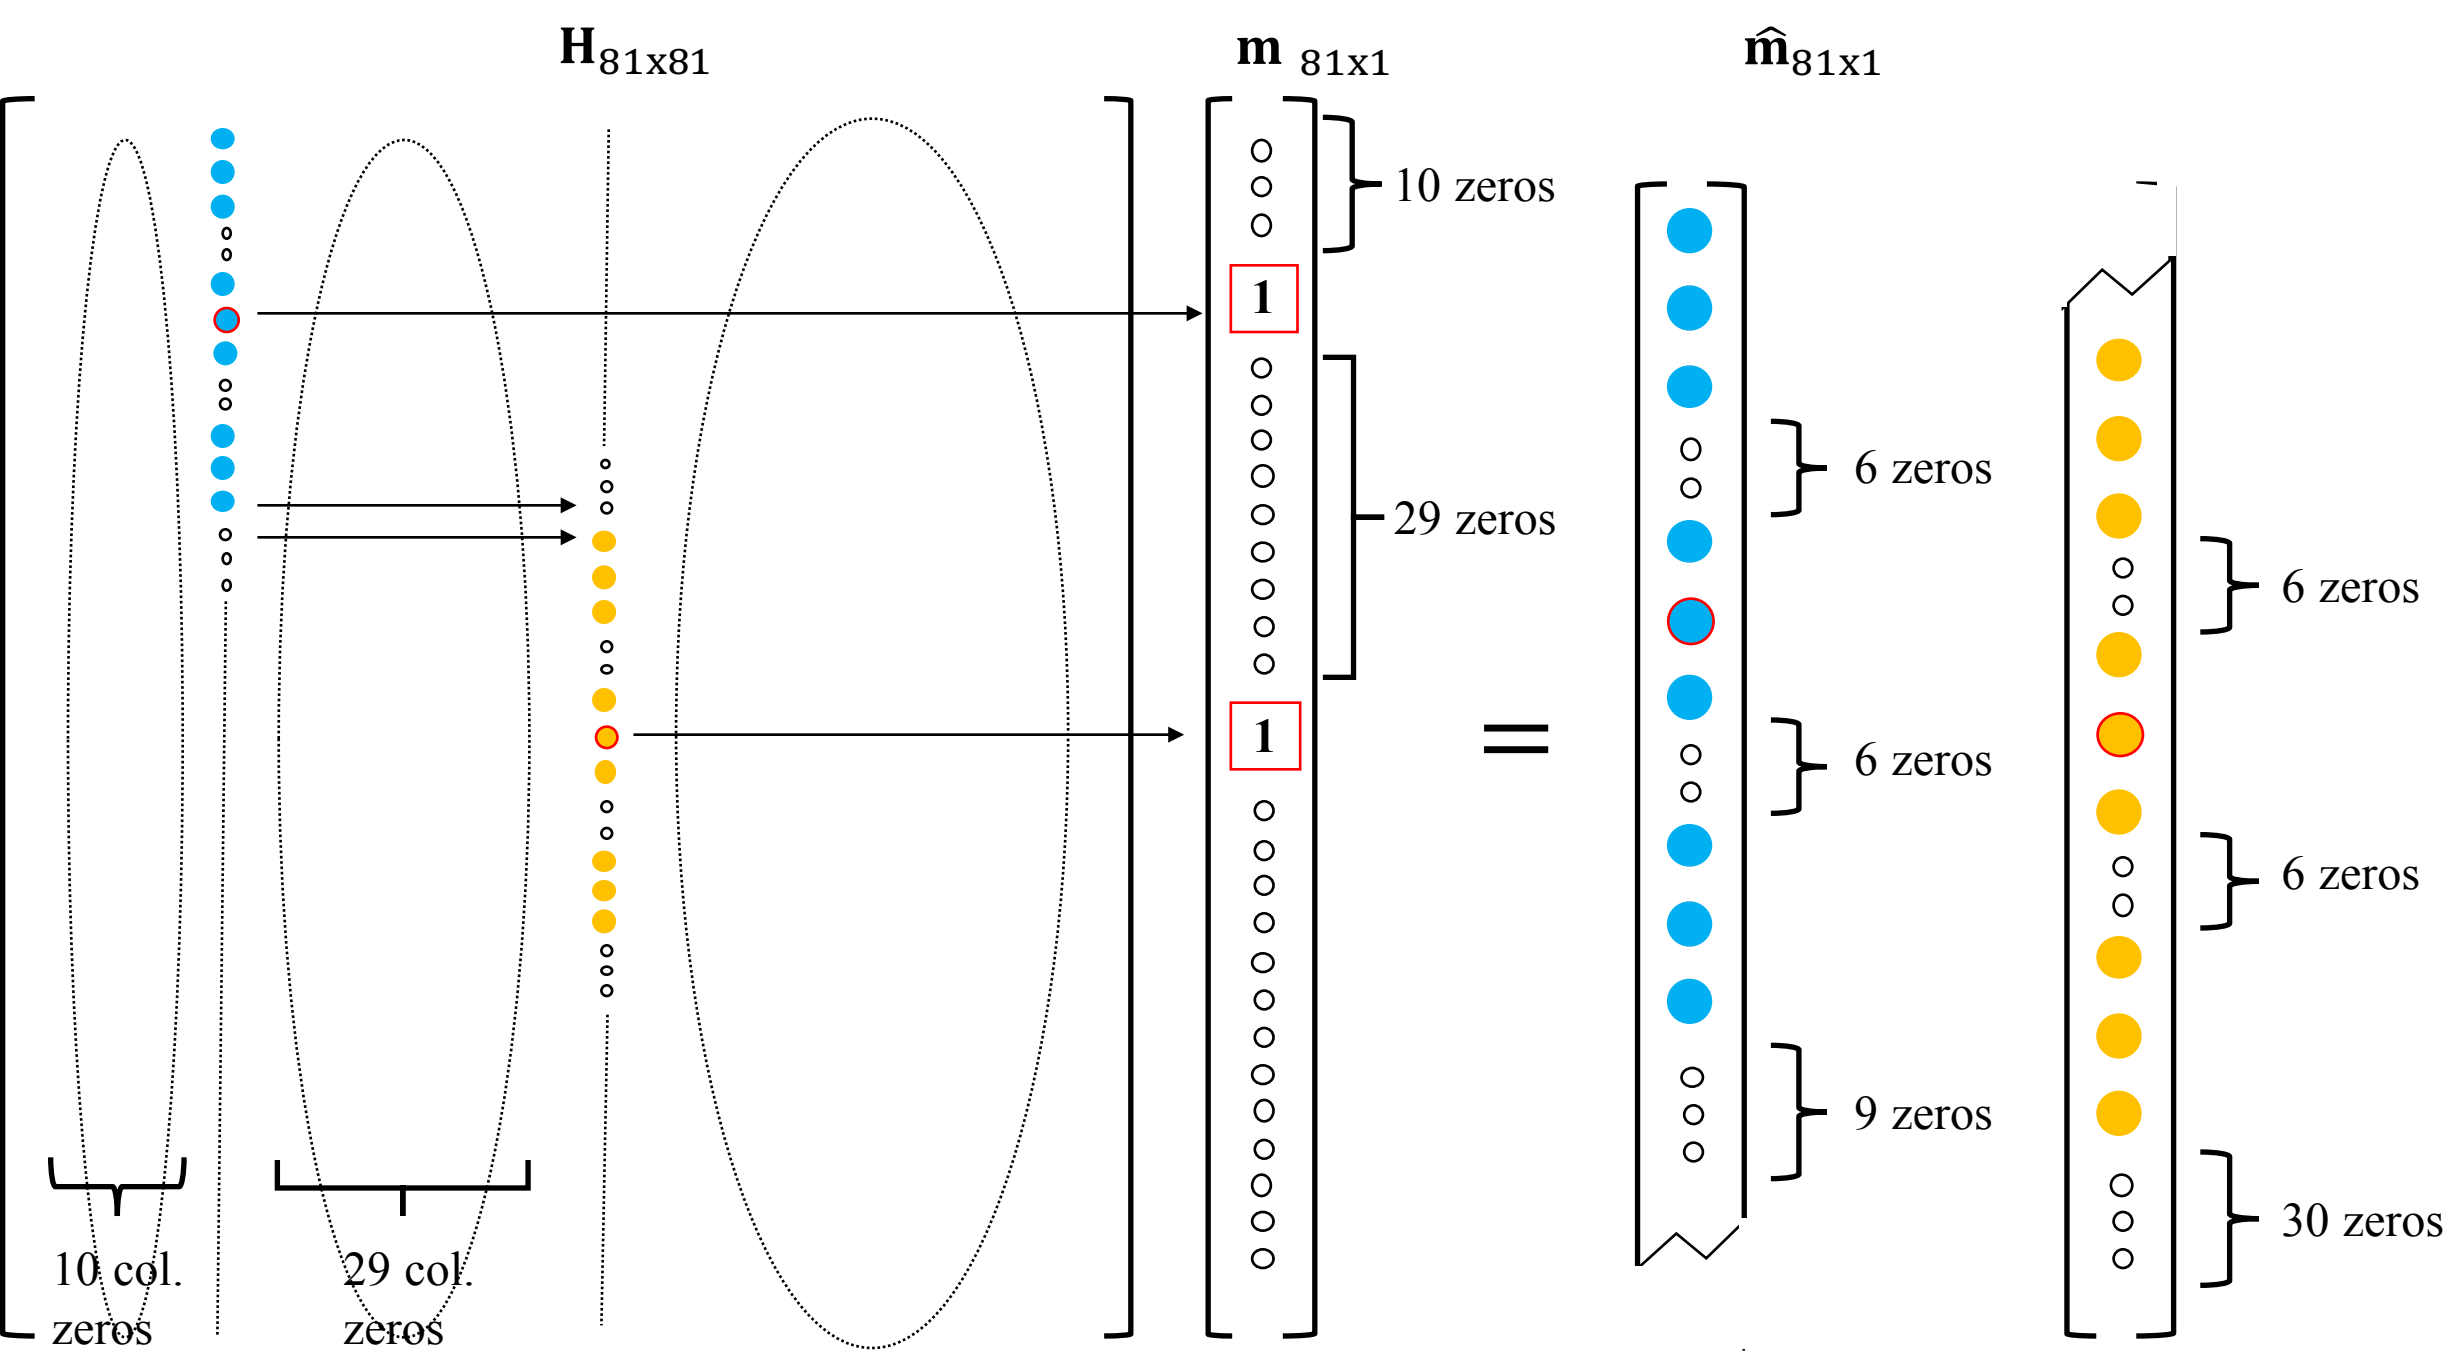 H81x81
m 81x1
m̂81x1
10 zeros
1
29 zeros
1
=
6 zeros
6 zeros
9 zeros
6 zeros
6 zeros
30 zeros
10 col.
zeros
29 col.
zeros